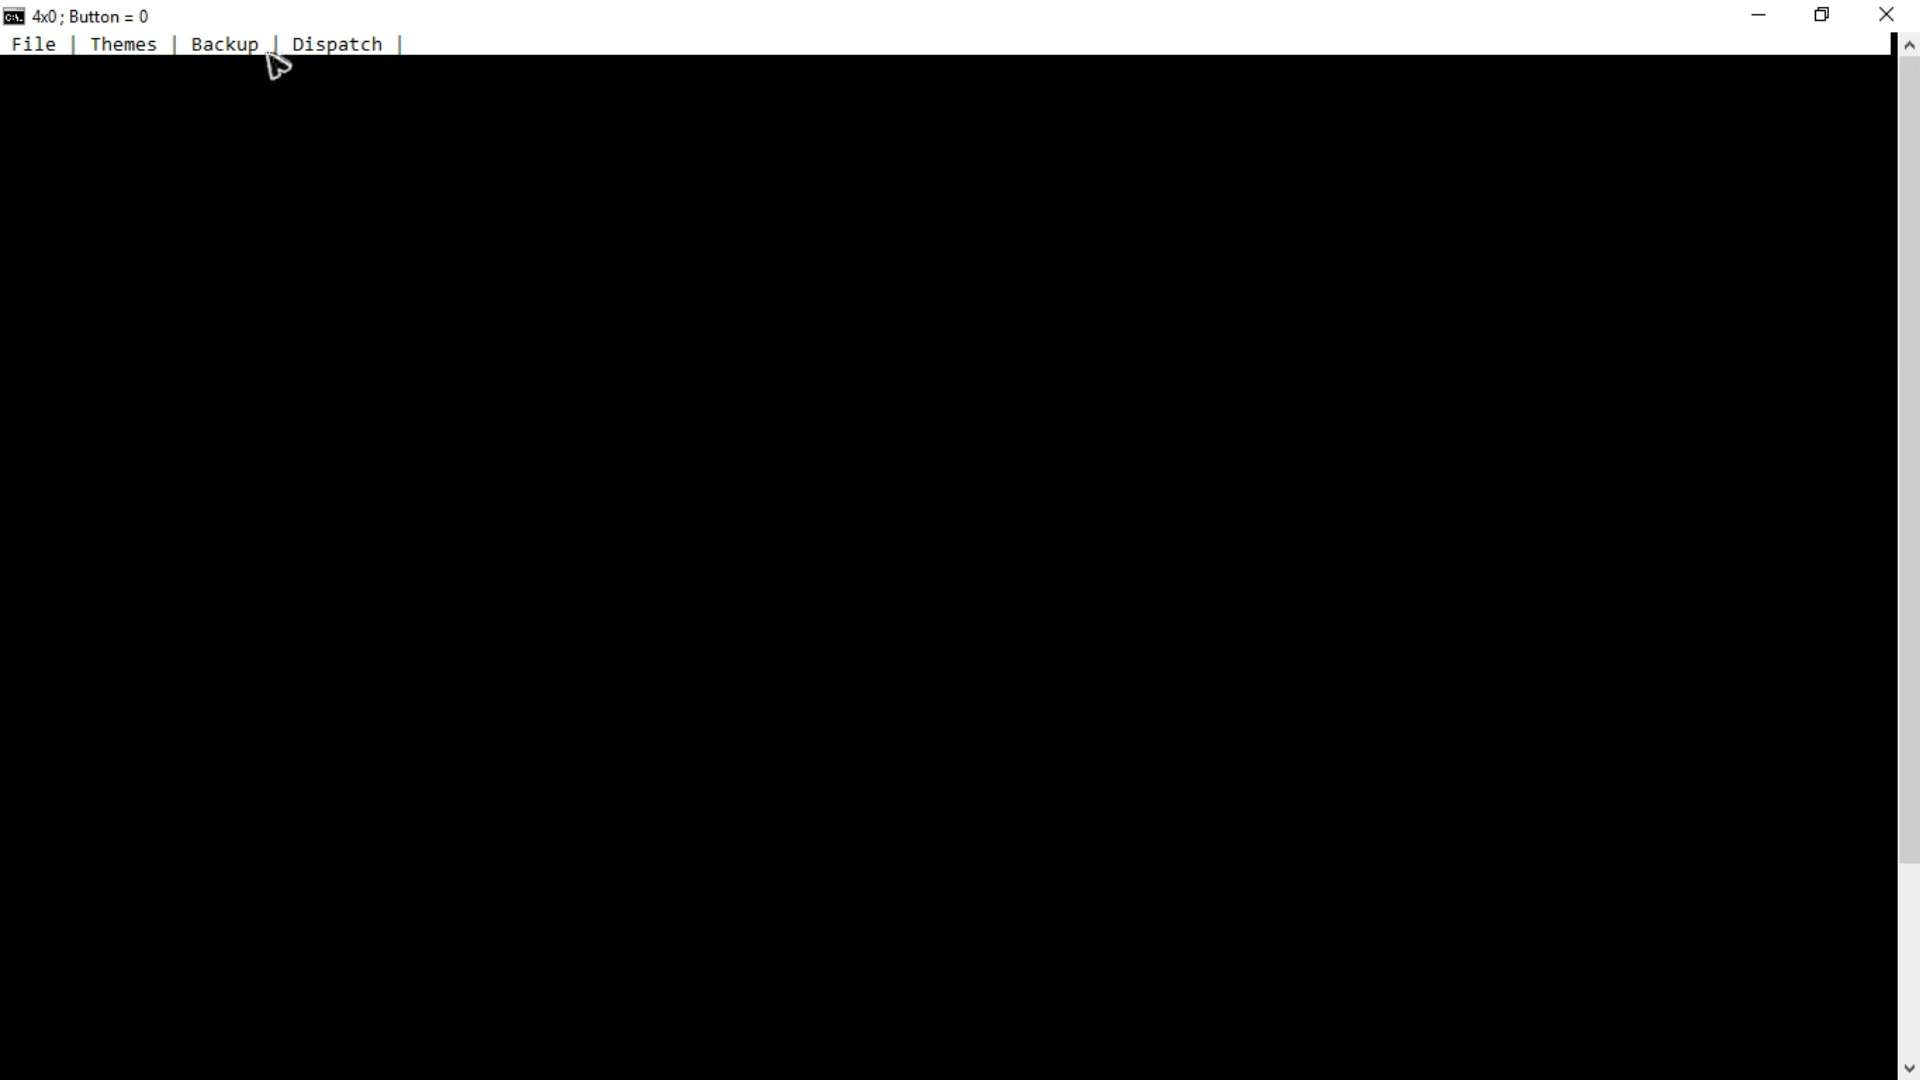 4x0 ; Button = 0
File | Themes | Backup | Dispatch |